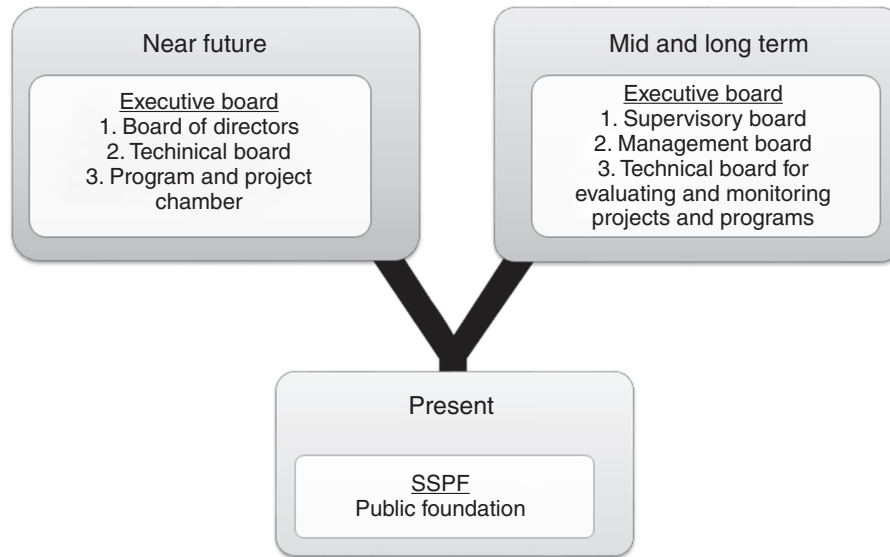 Near future
Executive board
1. Board of directors
2. Techinical board
3. Program and project
chamber
Mid and long term
Executive board
1. Supervisory board
2. Management board
3. Technical board for
evaluating and monitoring
projects and programs
Present
SSPF
Public foundation